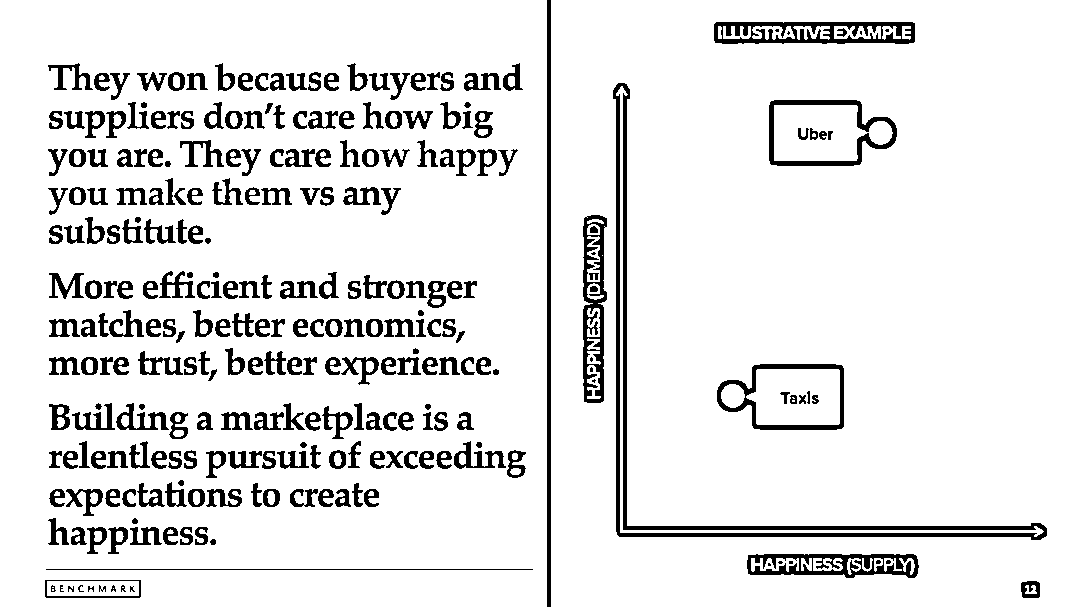 They won because buyers and
suppliers don’t care how big
you are. They care how happy
you make them vs any
substitute.
More efficient and stronger
matches, better economics,
more trust, better experience.
Building a marketplace is a
relentless pursuit of exceeding
expectations to create
happiness.
BENCHMARK
ILLUSTRATIVE EXAMPLE
Uber
HAPPINESS (DEMAND)
Taxis
HAPPINESS (SUPPLY)
12